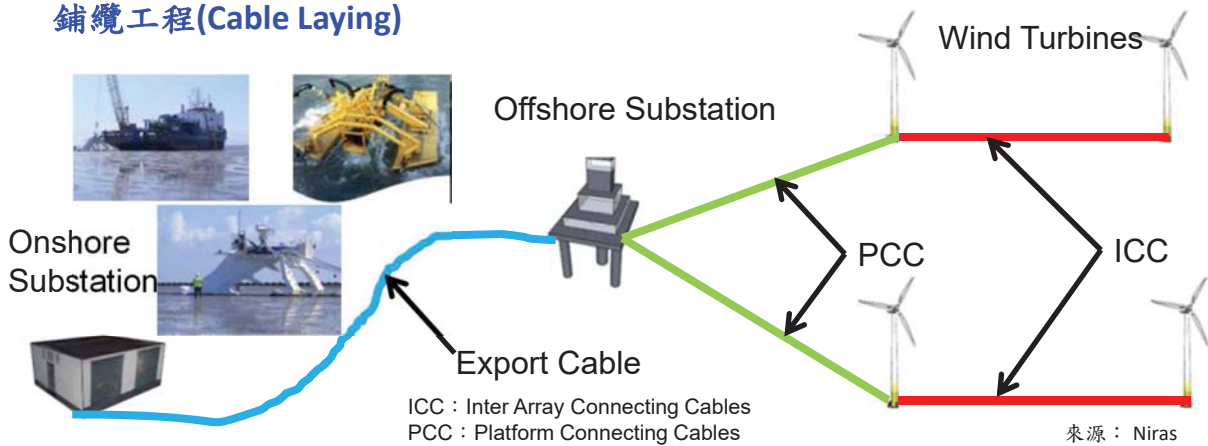 鋪纜工程(Cable Laying)
Wind Turbines
Offshore Substation
Onshore
Substation
PCC
ICC
Export Cable
ICC：Inter Array Connecting Cables
PCC：Platform Connecting Cables
來源： Niras